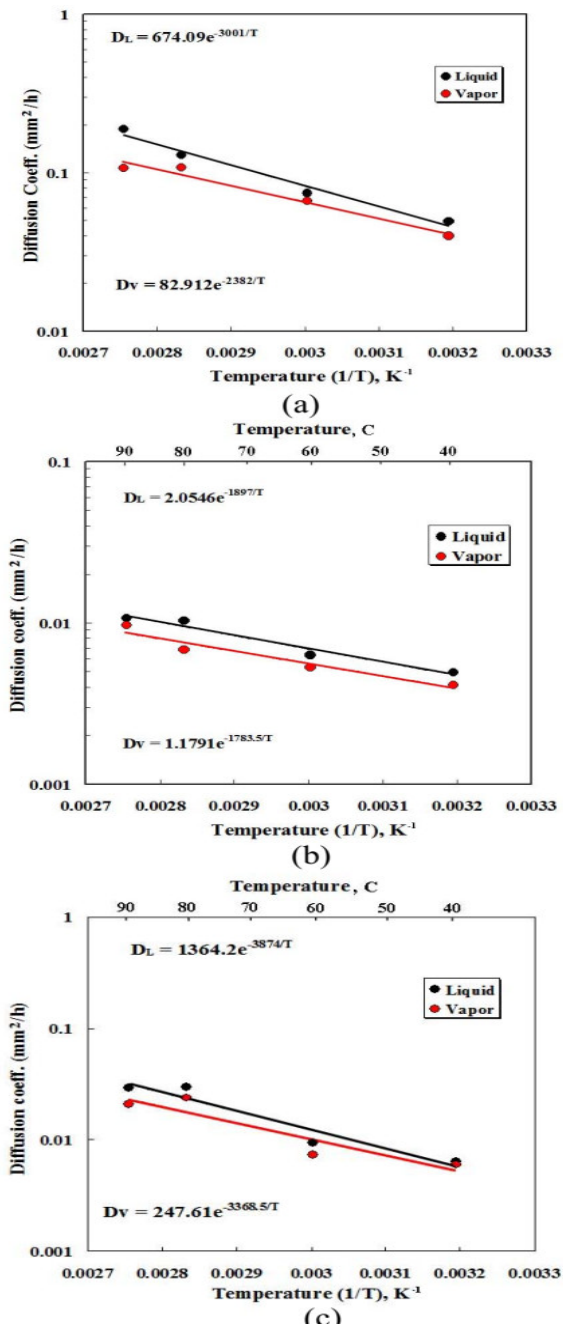 1
D_L = 674.09e^-3001/T
Liquid
Vapor
0.1
Diffusion Coeff. (mm²/h)
Dv = 82.912e^-2382/T
0.01
0.0027 0.0028 0.0029 0.003 0.0031 0.0032 0.0033
Temperature (1/T), K⁻¹
(a)
Temperature, C
90 80 70 60 50 40
0.1
D_L = 2.0546e^-1897/T
Liquid
Vapor
0.01
Diffusion coeff. (mm²/h)
Dv = 1.1791e^-1783.5/T
0.001
0.0027 0.0028 0.0029 0.003 0.0031 0.0032 0.0033
Temperature (1/T), K⁻¹
(b)
Temperature, C
90 80 70 60 50 40
1
D_L = 1364.2e^-3874/T
Liquid
Vapor
0.1
Diffusion coeff. (mm²/h)
0.01
Dv = 247.61e^-3368.5/T
0.001
0.0027 0.0028 0.0029 0.003 0.0031 0.0032 0.0033
Temperature (1/T), K⁻¹
(c)